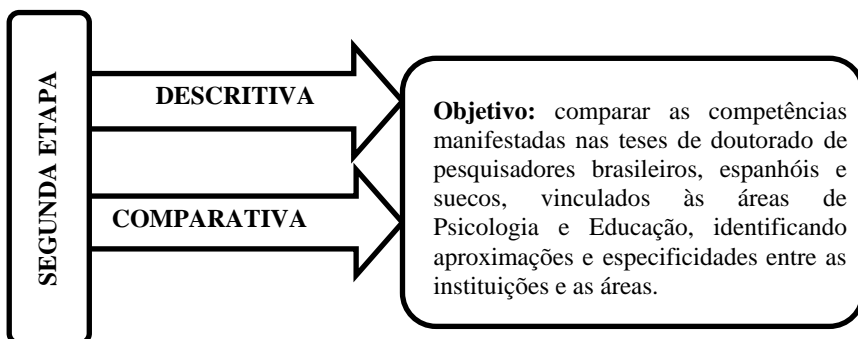 SEGUNDA ETAPA
DESCRITIVA
COMPARATIVA
Objetivo: comparar as competências
manifestadas nas teses de doutorado de
pesquisadores brasileiros, espanhóis e
suecos, vinculados às áreas de
Psicologia e Educação, identificando
aproximações e especificidades entre as
instituições e as áreas.